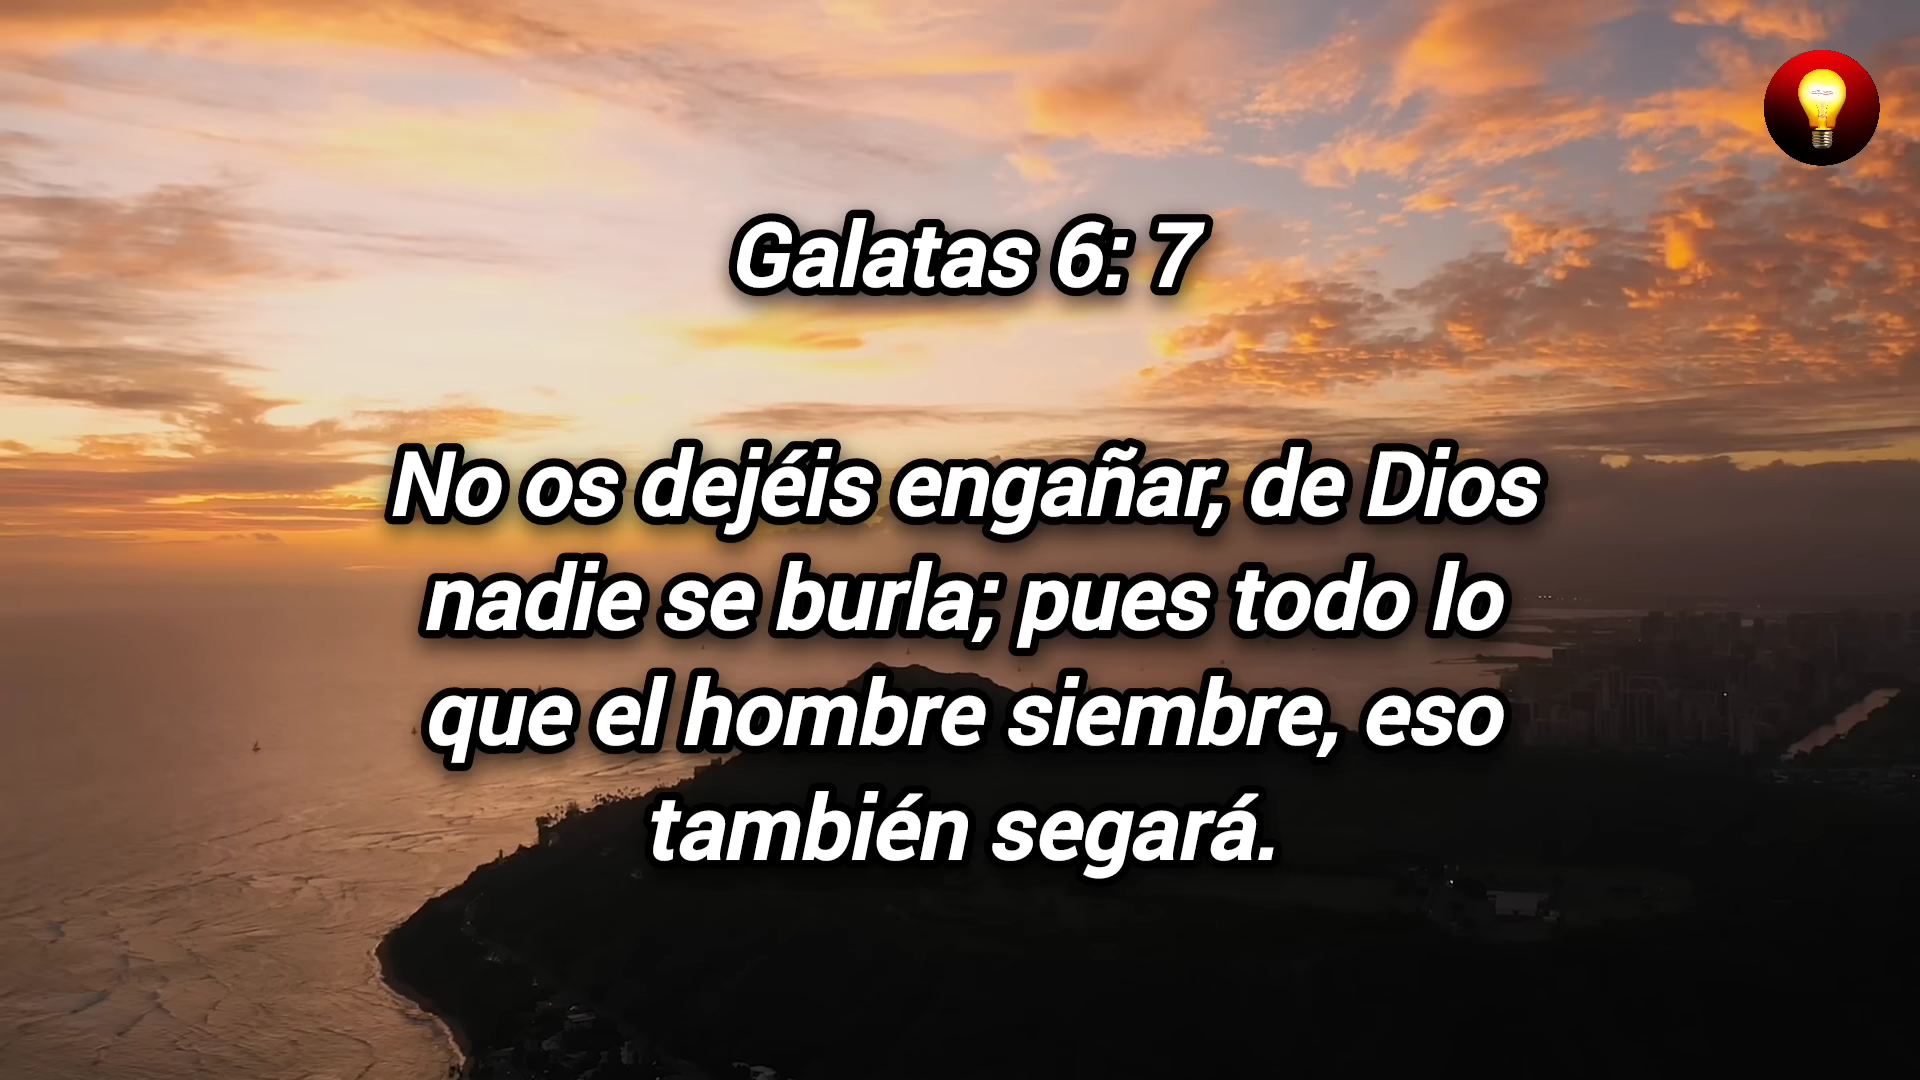 Galatas 6: 7
No os dejéis engañar, de Dios
nadie se burla; pues todo lo
que el hombre siembre, eso
también segará.